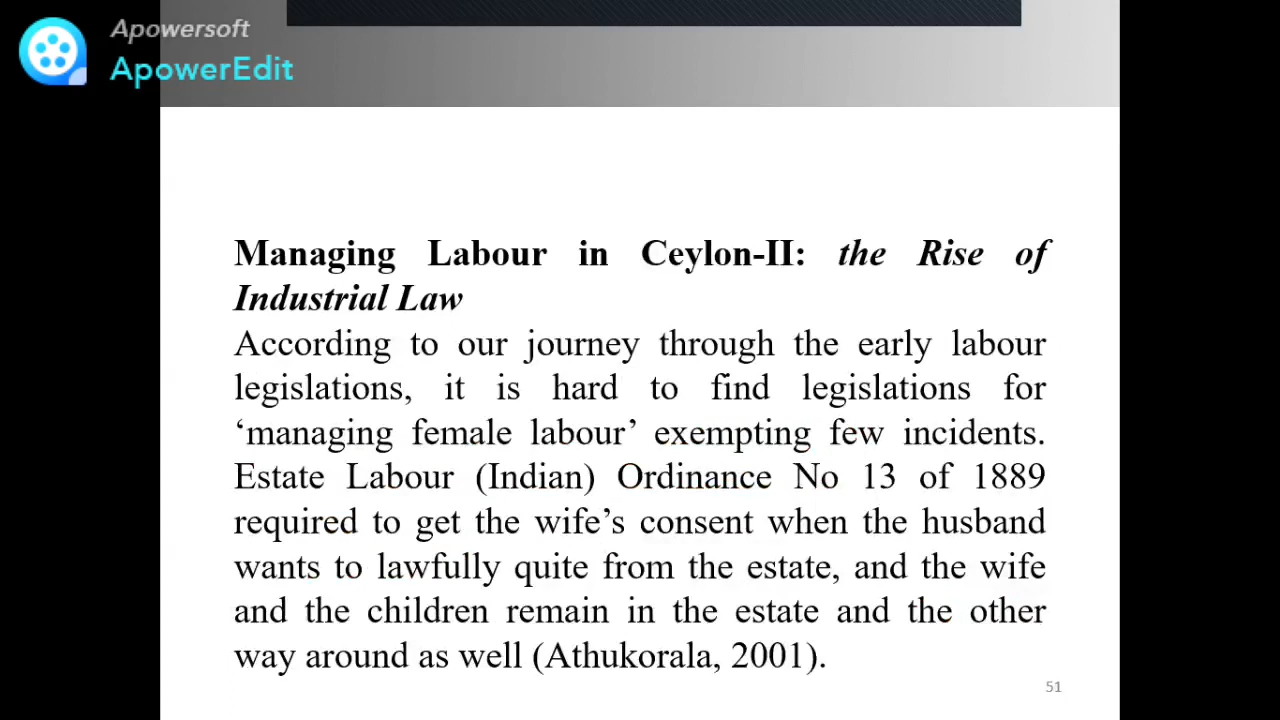 Apowersoft
ApowerEdit
Managing Labour in Ceylon-II: the Rise of
Industrial Law
According to our journey through the early labour
legislations, it is hard to find legislations for
‘managing female labour’ exempting few incidents.
Estate Labour (Indian) Ordinance No 13 of 1889
required to get the wife’s consent when the husband
wants to lawfully quite from the estate, and the wife
and the children remain in the estate and the other
way around as well (Athukorala, 2001).
51